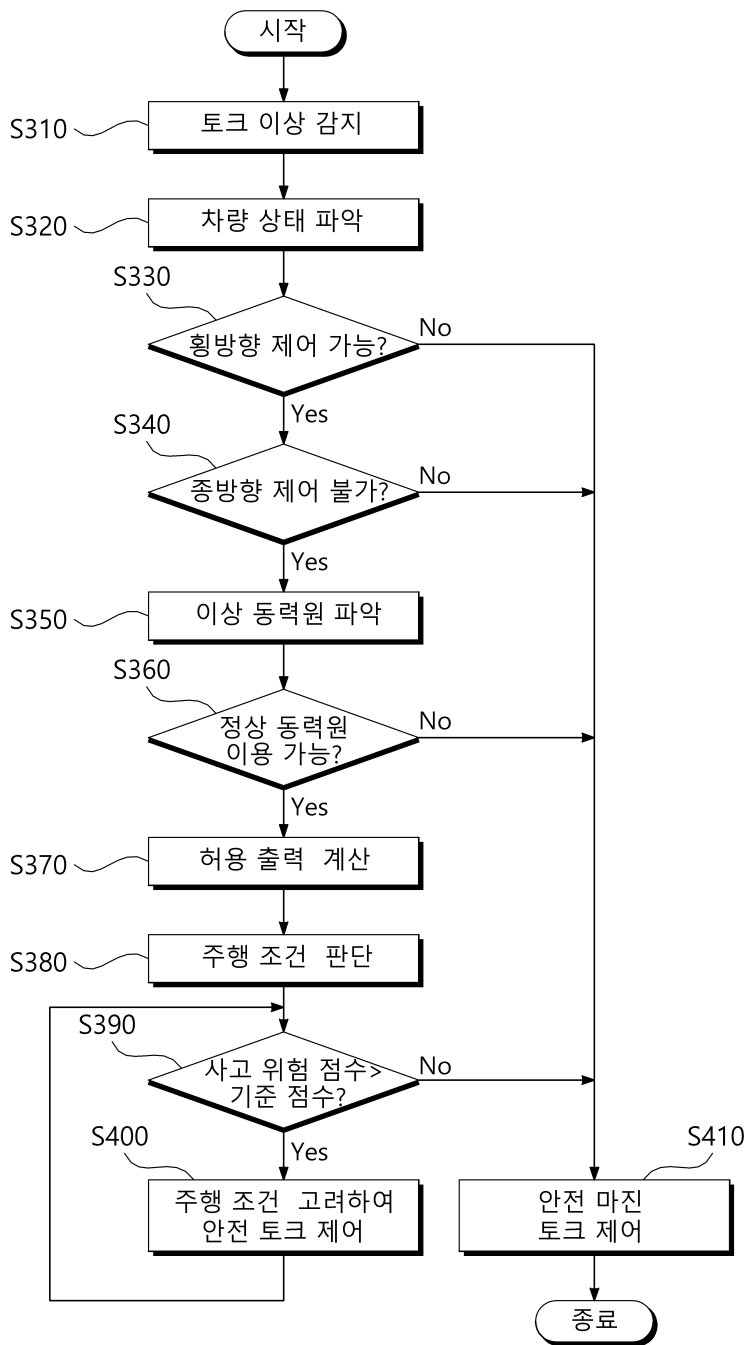 시작
S310
토크 이상 감지
S320
차량 상태 파악
S330
횡방향 제어 가능?
No
Yes
S340
종방향 제어 불가?
No
Yes
S350
이상 동력원 파악
S360
정상 동력원
이용 가능?
No
Yes
S370
허용 출력 계산
S380
주행 조건 판단
S390
사고 위험 점수>
기준 점수?
No
Yes
S400
주행 조건 고려하여
안전 토크 제어
S410
안전 마진
토크 제어
종료